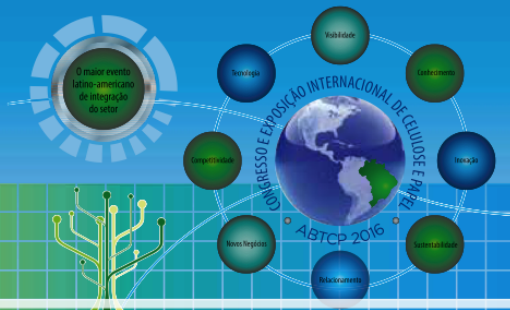 O maior evento
latino-americano
de integração
do setor
Visibilidade
Tecnologia
Conhecimento
CONGRESSO E EXPOSIÇÃO INTERNACIONAL DE CELULOSE E PAPEL
Competitividade
Inovação
ABTCP 2016
Novos Negócios
Sustentabilidade
Relacionamento